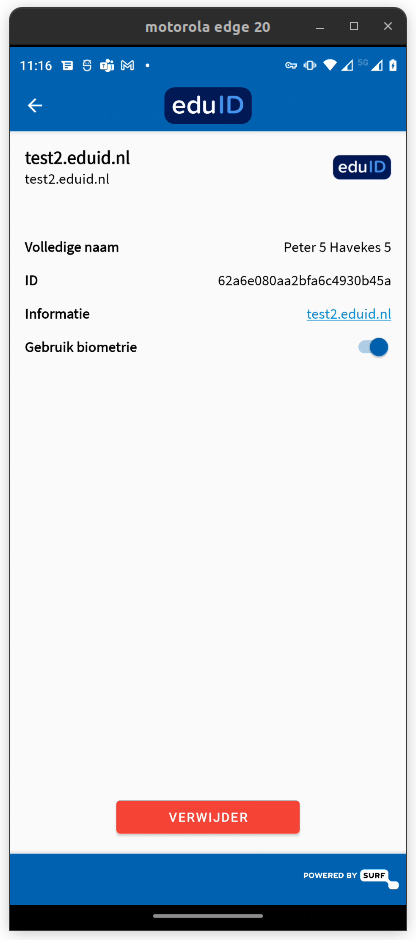 motorola edge 20
11:16
5G
eduID
test2.eduid.nl
test2.eduid.nl
eduID
Volledige naam Peter 5 Havekes 5
ID 62a6e080aa2bfa6c4930b45a
Informatie test2.eduid.nl
Gebruik biometrie
VERWIJDER
POWERED BY SURF